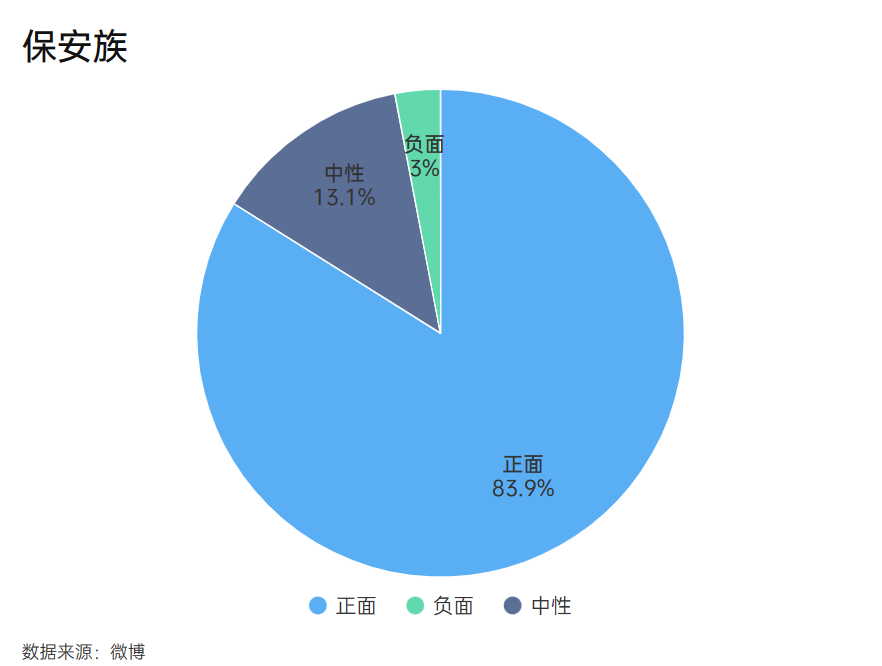 保安族
负面
3%
中性
13.1%
正面
83.9%
正面 负面 中性
数据来源：微博